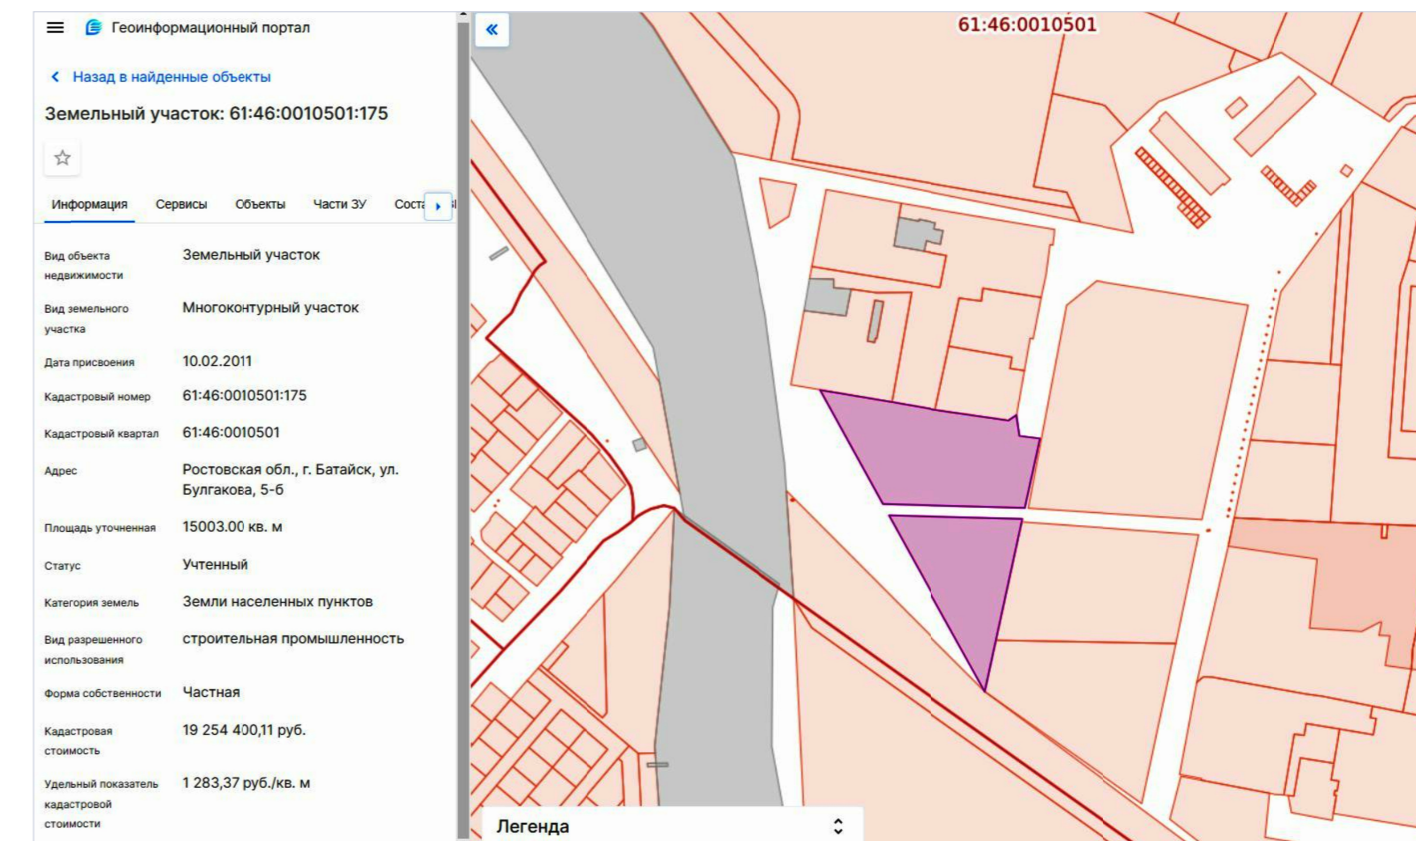 Геоинформационный портал
Назад в найденные объекты
Земельный участок: 61:46:0010501:175
Информация Сервисы Объекты Части ЗУ
Вид объекта Земельный участок
недвижимости
Вид земельного Многоконтурный участок
участка
Дата присвоения 10.02.2011
Кадастровый номер 61:46:0010501:175
Кадастровый квартал 61:46:0010501
Адрес Ростовская обл., г. Батайск, ул.
Булгакова, 5-б
Площадь уточненная 15003.00 кв. м
Статус Учтенный
Категория земель Земли населенных пунктов
Вид разрешенного строительная промышленность
использования
Форма собственности Частная
Кадастровая 19 254 400,11 руб.
стоимость
Удельный показатель 1 283,37 руб./кв. м
кадастровой
стоимости
61:46:0010501
Легенда